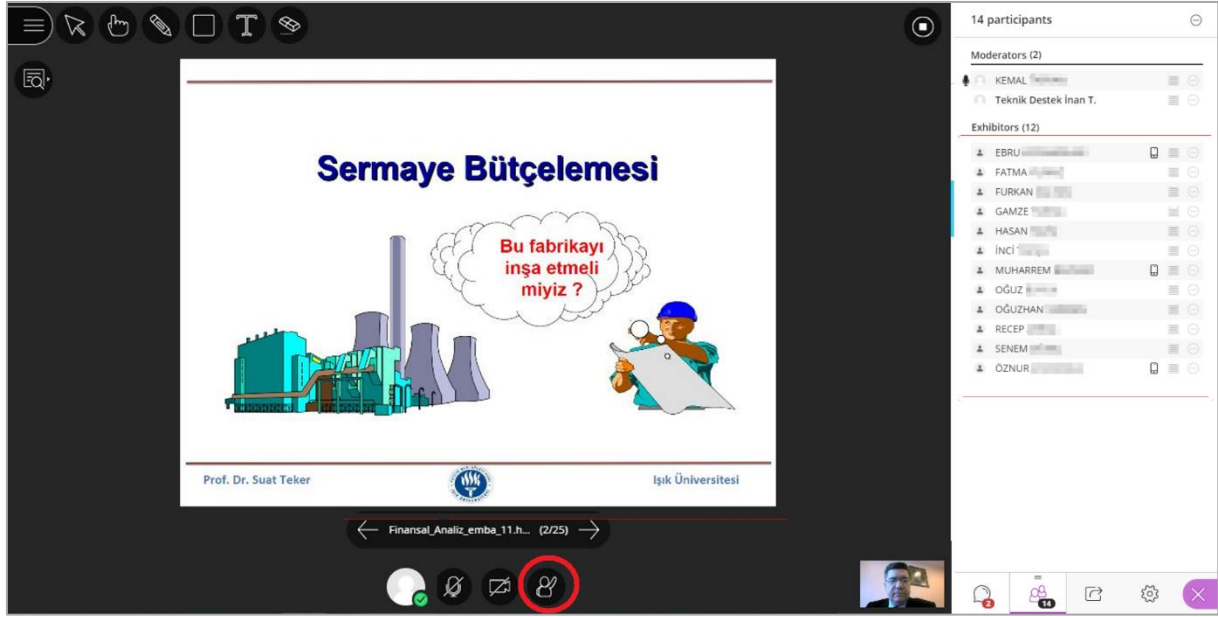 14 participants
Moderators (2)
KEMAL
Teknik Destek İnan T.
Exhibitors (12)
EBRU
FATMA
FURKAN
GAMZE
HASAN
İNCİ
MUHARREM
OĞUZ
OĞUZHAN
RECEP
SENEM
ÖZNUR
Sermaye Bütçelemesi
Bu fabrikayı
inşa etmeli
miyiz ?
Prof. Dr. Suat Teker
Işık Üniversitesi
Finansal_Analiz_emba_11.h... (2/25)
2
14